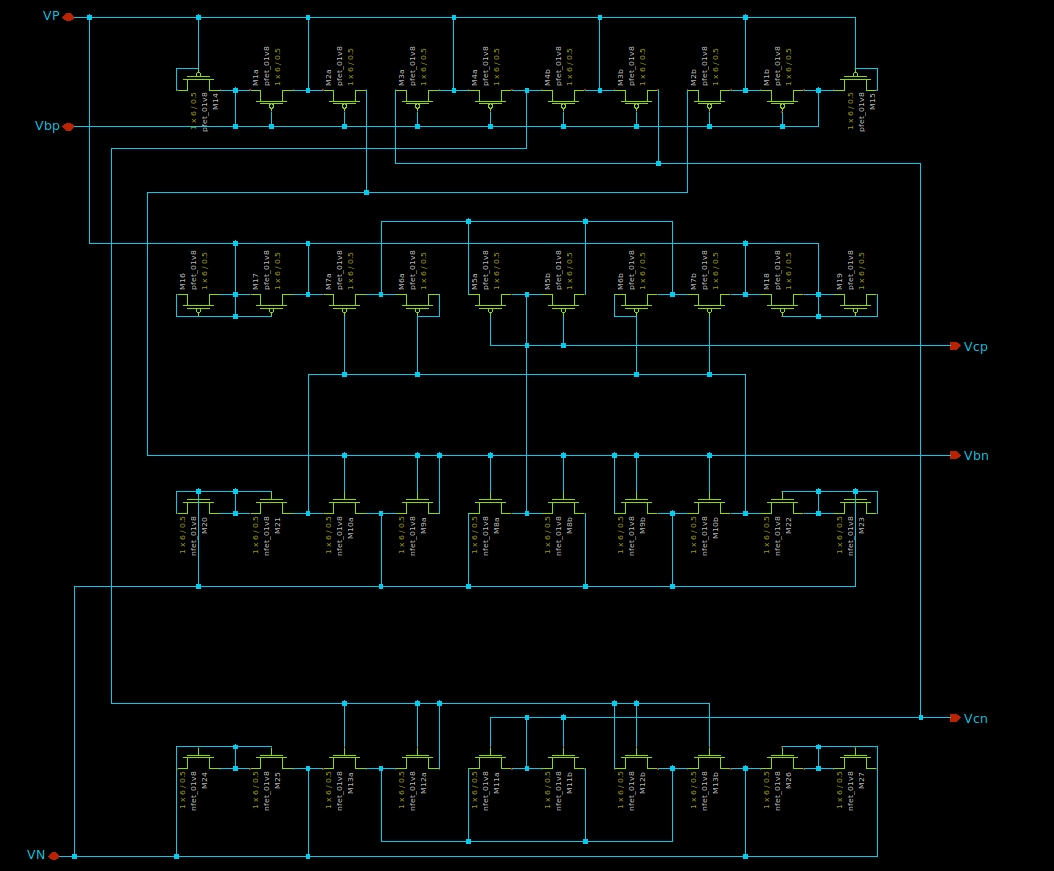 VP
M14
pfet_01v8
1 x 6 / 0.5
M1a
pfet_01v8
1 x 6 / 0.5
M2a
pfet_01v8
1 x 6 / 0.5
M3a
pfet_01v8
1 x 6 / 0.5
M4a
pfet_01v8
1 x 6 / 0.5
M4b
pfet_01v8
1 x 6 / 0.5
M3b
pfet_01v8
1 x 6 / 0.5
M2b
pfet_01v8
1 x 6 / 0.5
M1b
pfet_01v8
1 x 6 / 0.5
M15
pfet_01v8
1 x 6 / 0.5
Vbp
M16
pfet_01v8
1 x 6 / 0.5
M17
pfet_01v8
1 x 6 / 0.5
M7a
pfet_01v8
1 x 6 / 0.5
M6a
pfet_01v8
1 x 6 / 0.5
M5a
pfet_01v8
1 x 6 / 0.5
M5b
pfet_01v8
1 x 6 / 0.5
M6b
pfet_01v8
1 x 6 / 0.5
M7b
pfet_01v8
1 x 6 / 0.5
M18
pfet_01v8
1 x 6 / 0.5
M19
pfet_01v8
1 x 6 / 0.5
Vcp
Vbn
M20
nfet_01v8
1 x 6 / 0.5
M21
nfet_01v8
1 x 6 / 0.5
M10a
nfet_01v8
1 x 6 / 0.5
M9a
nfet_01v8
1 x 6 / 0.5
M8a
nfet_01v8
1 x 6 / 0.5
M8b
nfet_01v8
1 x 6 / 0.5
M9b
nfet_01v8
1 x 6 / 0.5
M10b
nfet_01v8
1 x 6 / 0.5
M22
nfet_01v8
1 x 6 / 0.5
M23
nfet_01v8
1 x 6 / 0.5
Vcn
M24
nfet_01v8
1 x 6 / 0.5
M25
nfet_01v8
1 x 6 / 0.5
M13a
nfet_01v8
1 x 6 / 0.5
M12a
nfet_01v8
1 x 6 / 0.5
M11a
nfet_01v8
1 x 6 / 0.5
M11b
nfet_01v8
1 x 6 / 0.5
M12b
nfet_01v8
1 x 6 / 0.5
M13b
nfet_01v8
1 x 6 / 0.5
M26
nfet_01v8
1 x 6 / 0.5
M27
nfet_01v8
1 x 6 / 0.5
VN